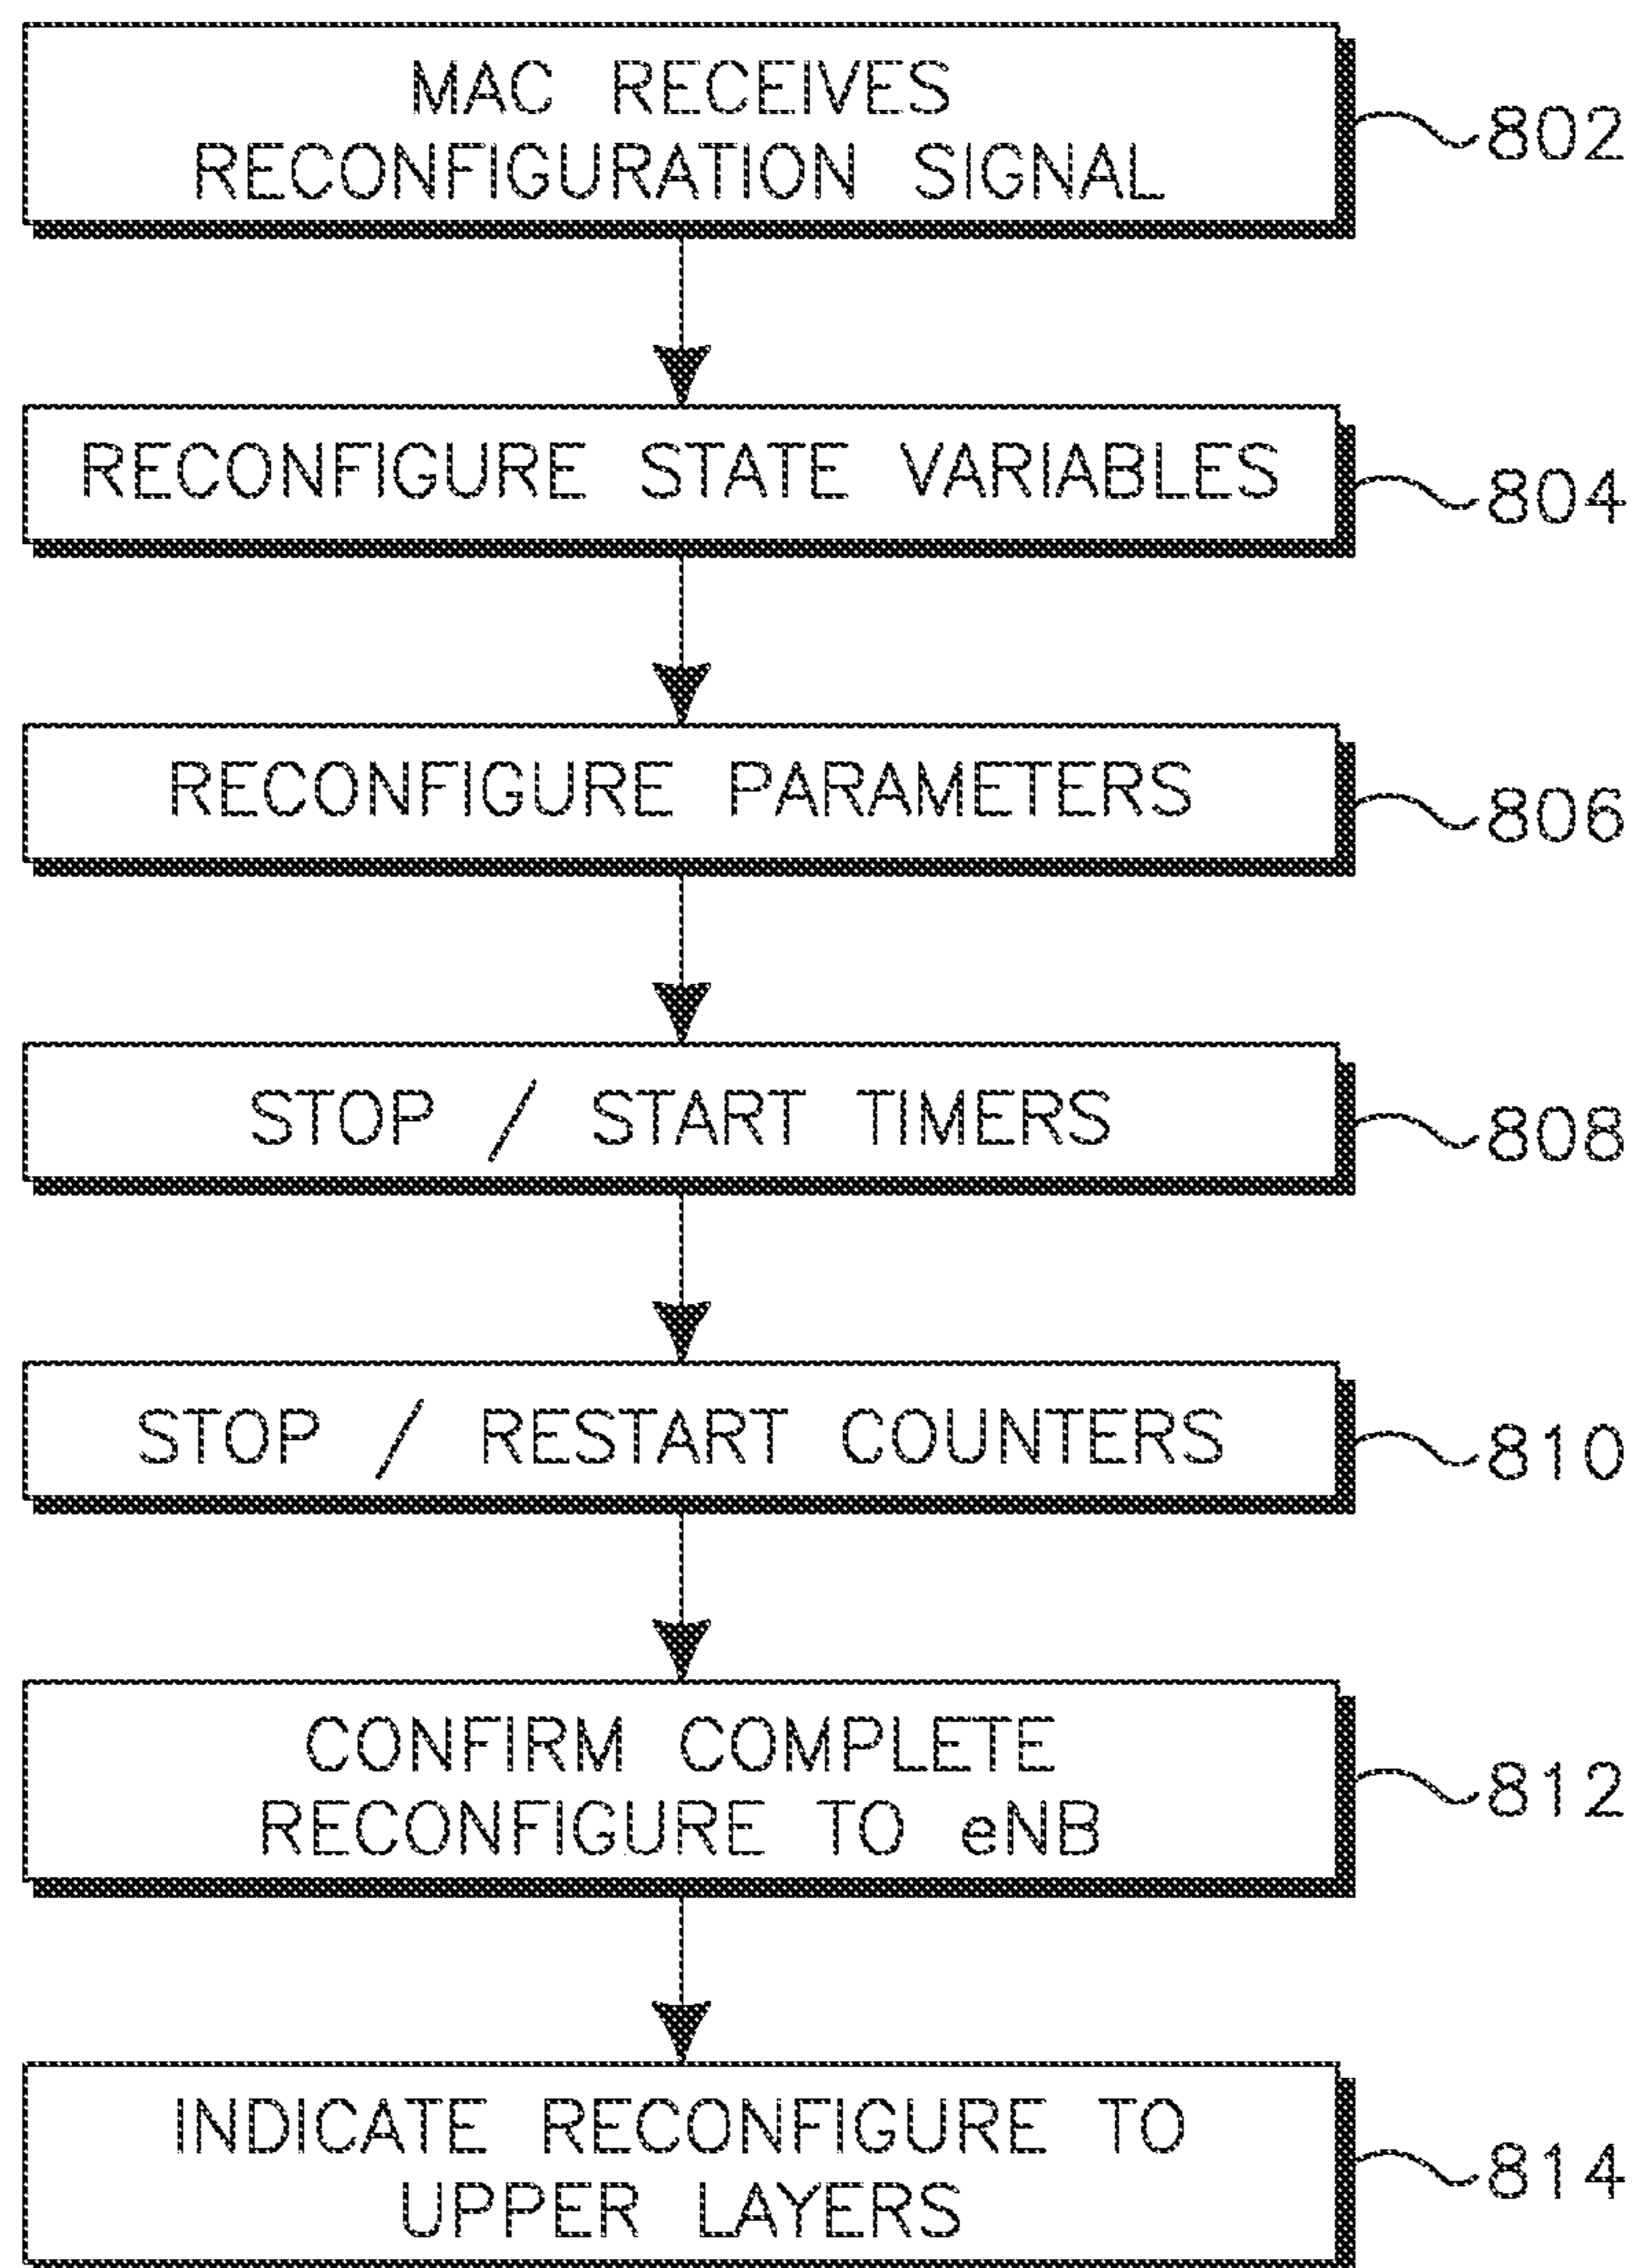 MAC RECEIVES
RECONFIGURATION SIGNAL
802
RECONFIGURE STATE VARIABLES
804
RECONFIGURE PARAMETERS
806
STOP / START TIMERS
808
STOP / RESTART COUNTERS
810
CONFIRM COMPLETE
RECONFIGURE TO eNB
812
INDICATE RECONFIGURE TO
UPPER LAYERS
814